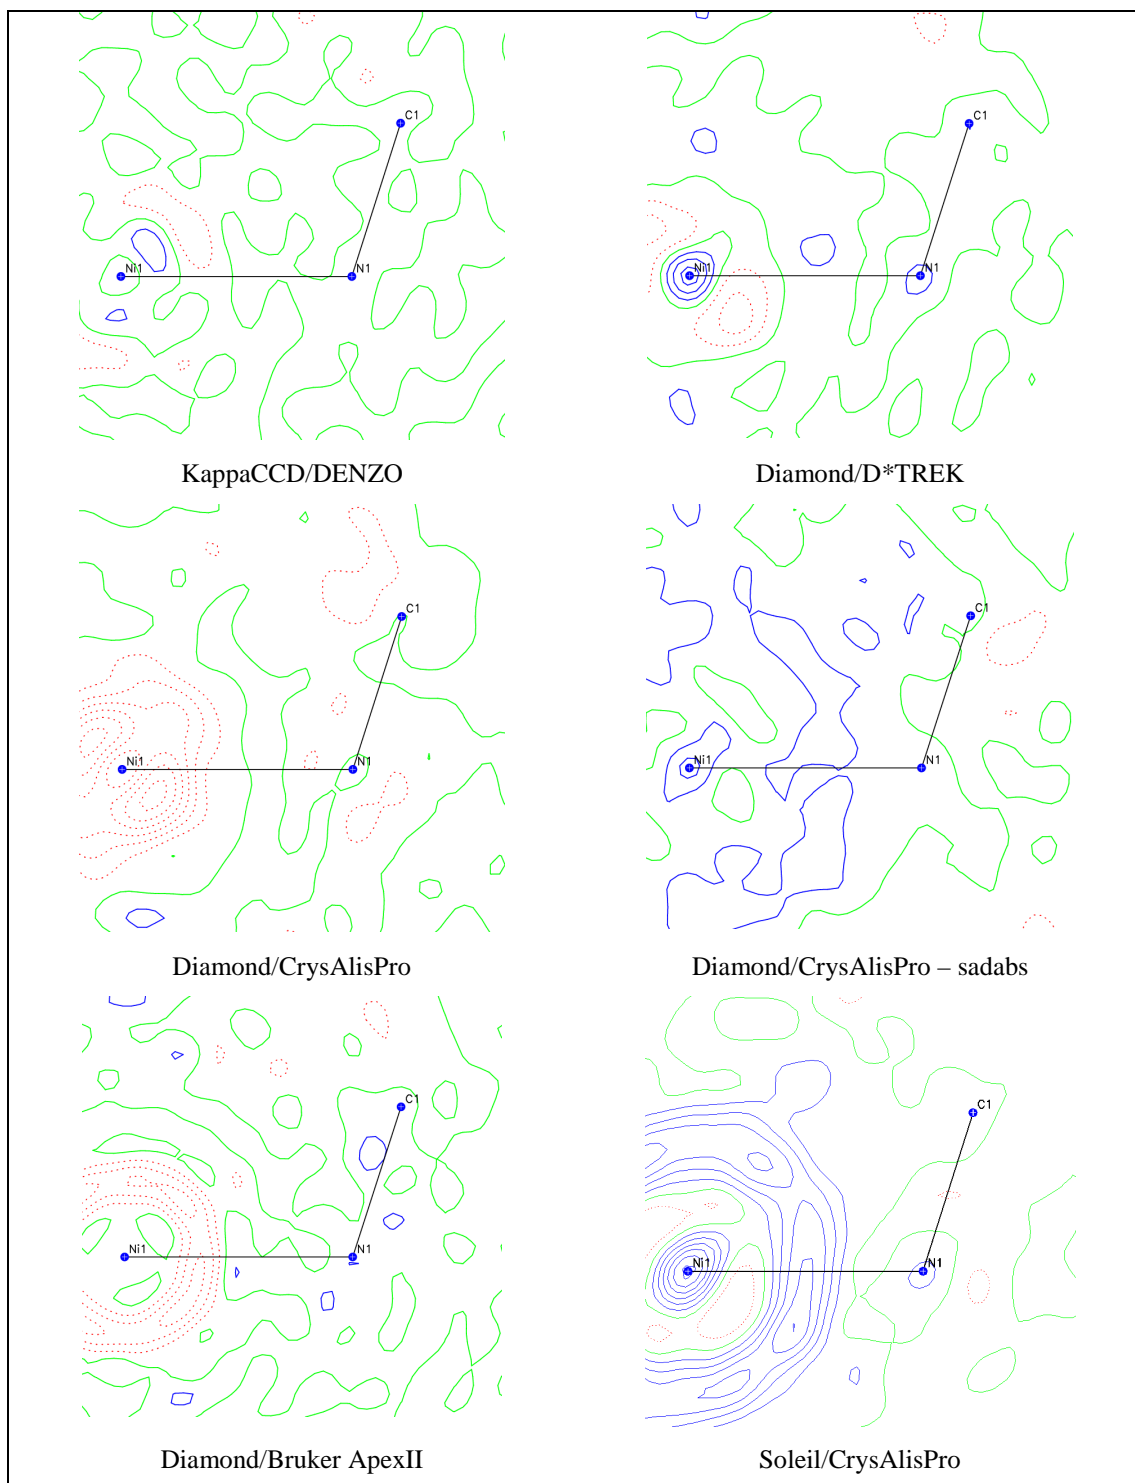 C1 C1
Ni1 N1 Ni1 N1
KappaCCD/DENZO Diamond/D*TREK
C1 C1
Ni1 N1 Ni1 N1
Diamond/CrysAlisPro Diamond/CrysAlisPro – sadabs
C1 C1
Ni1 N1 Ni1 N1
Diamond/Bruker ApexII Soleil/CrysAlisPro